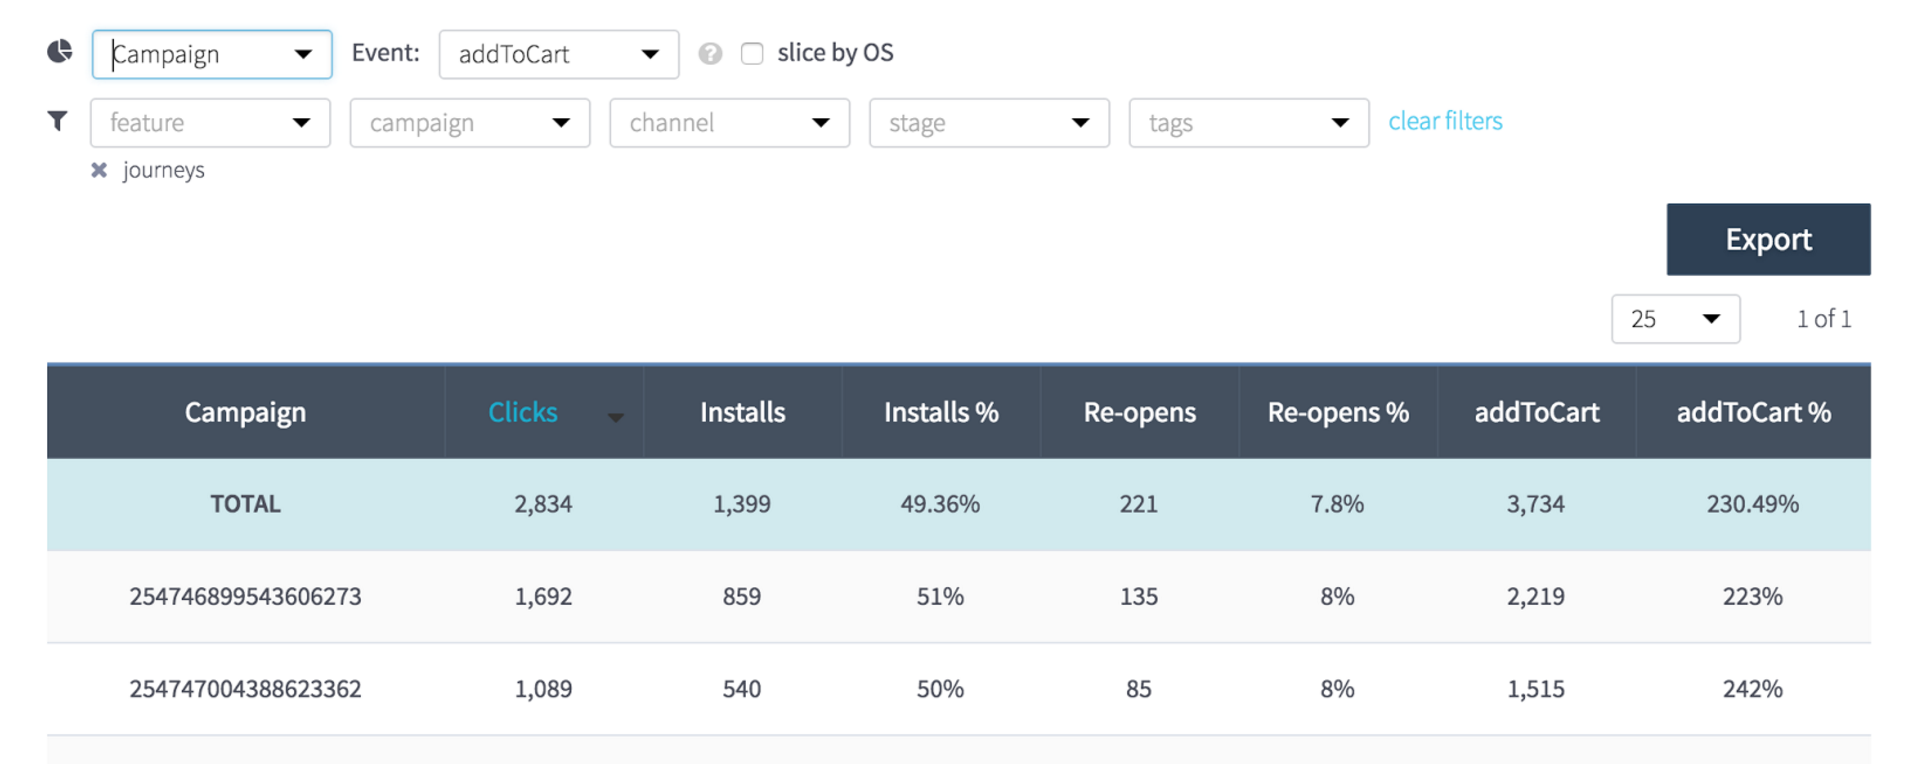 Campaign Event: addToCart ? slice by OS
feature campaign channel stage tags clear filters
journeys
Export
25 1 of 1
Campaign Clicks Installs Installs % Re-opens Re-opens % addToCart addToCart %
TOTAL 2,834 1,399 49.36% 221 7.8% 3,734 230.49%
254746899543606273 1,692 859 51% 135 8% 2,219 223%
254747004388623362 1,089 540 50% 85 8% 1,515 242%